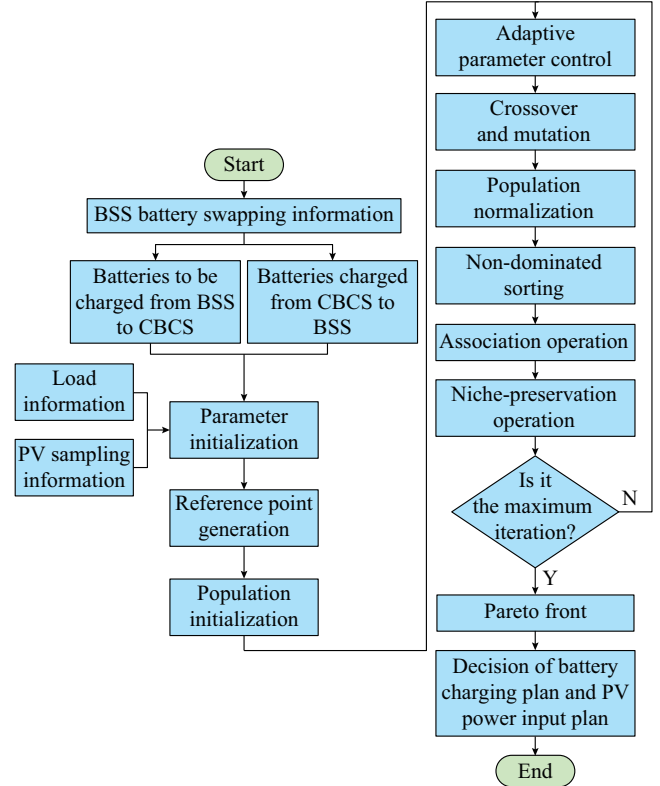 Start
BSS battery swapping information
Batteries to be
charged from BSS
to CBCS
Batteries charged
from CBCS to
BSS
Load
information
PV sampling
information
Parameter
initialization
Reference point
generation
Population
initialization
Adaptive
parameter control
Crossover
and mutation
Population
normalization
Non-dominated
sorting
Association operation
Niche-preservation
operation
Is it
the maximum
iteration?
N
Y
Pareto front
Decision of battery
charging plan and PV
power input plan
End